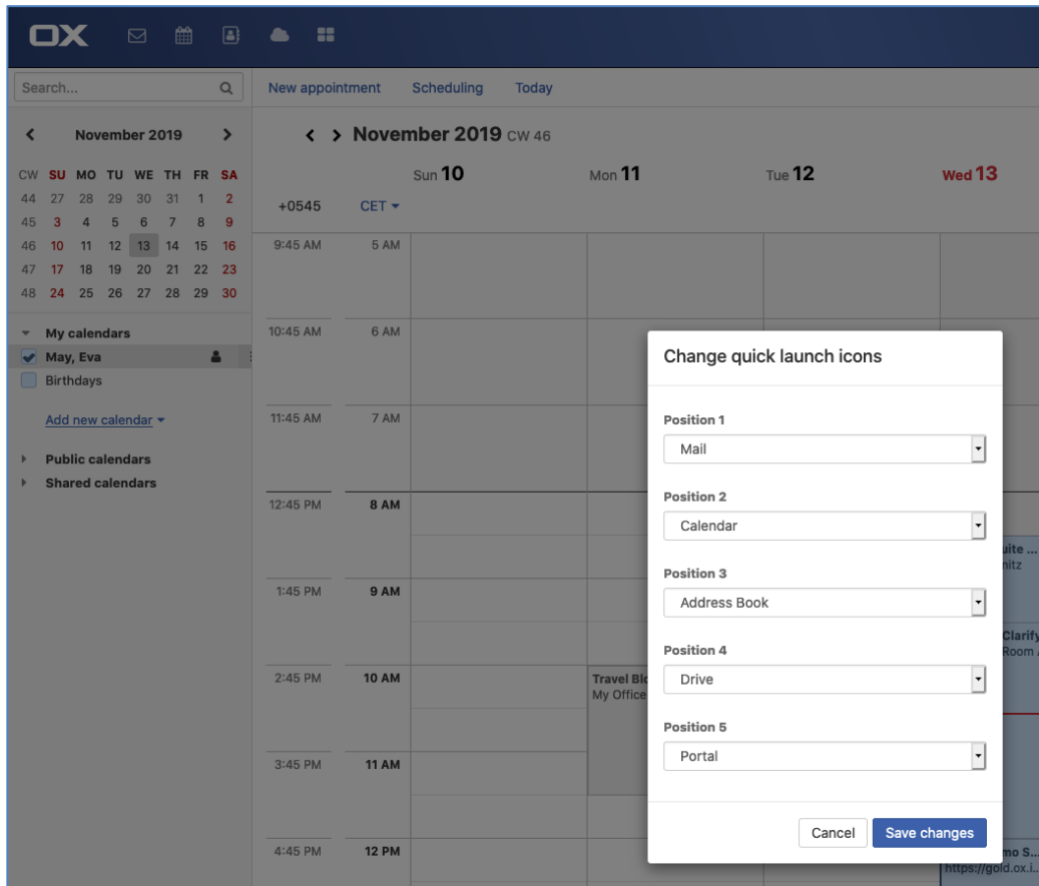 OX
Search...
New appointment Scheduling Today
November 2019
CW SU MO TU WE TH FR SA
44 27 28 29 30 31 1 2
45 3 4 5 6 7 8 9
46 10 11 12 13 14 15 16
47 17 18 19 20 21 22 23
48 24 25 26 27 28 29 30
My calendars
May, Eva
Birthdays
Add new calendar
Public calendars
Shared calendars
November 2019 CW 46
Sun 10 Mon 11 Tue 12 Wed 13
+0545 CET
9:45 AM 5 AM
10:45 AM 6 AM
11:45 AM 7 AM
12:45 PM 8 AM
1:45 PM 9 AM
2:45 PM 10 AM
3:45 PM 11 AM
4:45 PM 12 PM
Travel
My Office
Clarify
Room
https://gold.ox.i...
Change quick launch icons
Position 1
Mail
Position 2
Calendar
Position 3
Address Book
Position 4
Drive
Position 5
Portal
Cancel Save changes